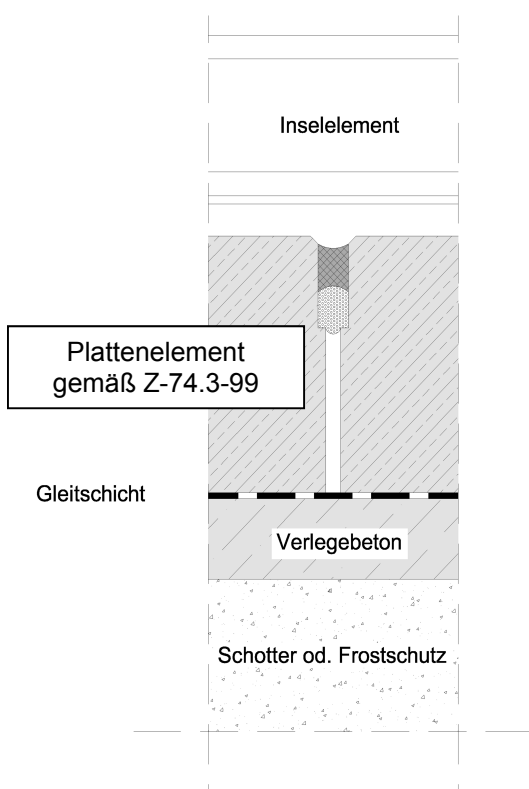 Inselelement
Plattenelement
gemäß Z-74.3-99
Gleitschicht
Verlegebeton
Schotter od. Frostschutz